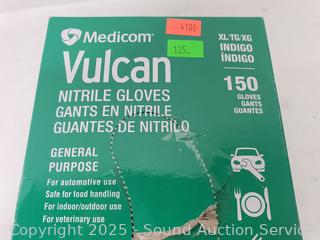 Medicom®
4100
135.
XL/TG/XG
INDIGO
ÍNDIGO
Vulcan
NITRILE GLOVES
GANTS EN NITRILE
GUANTES DE NITRILO
150
GLOVES
GANTS
GUANTES
GENERAL
PURPOSE
For automotive use
Safe for food handling
For indoor/outdoor use
For veterinary use
Copyright 2025 - Sound Auction Service